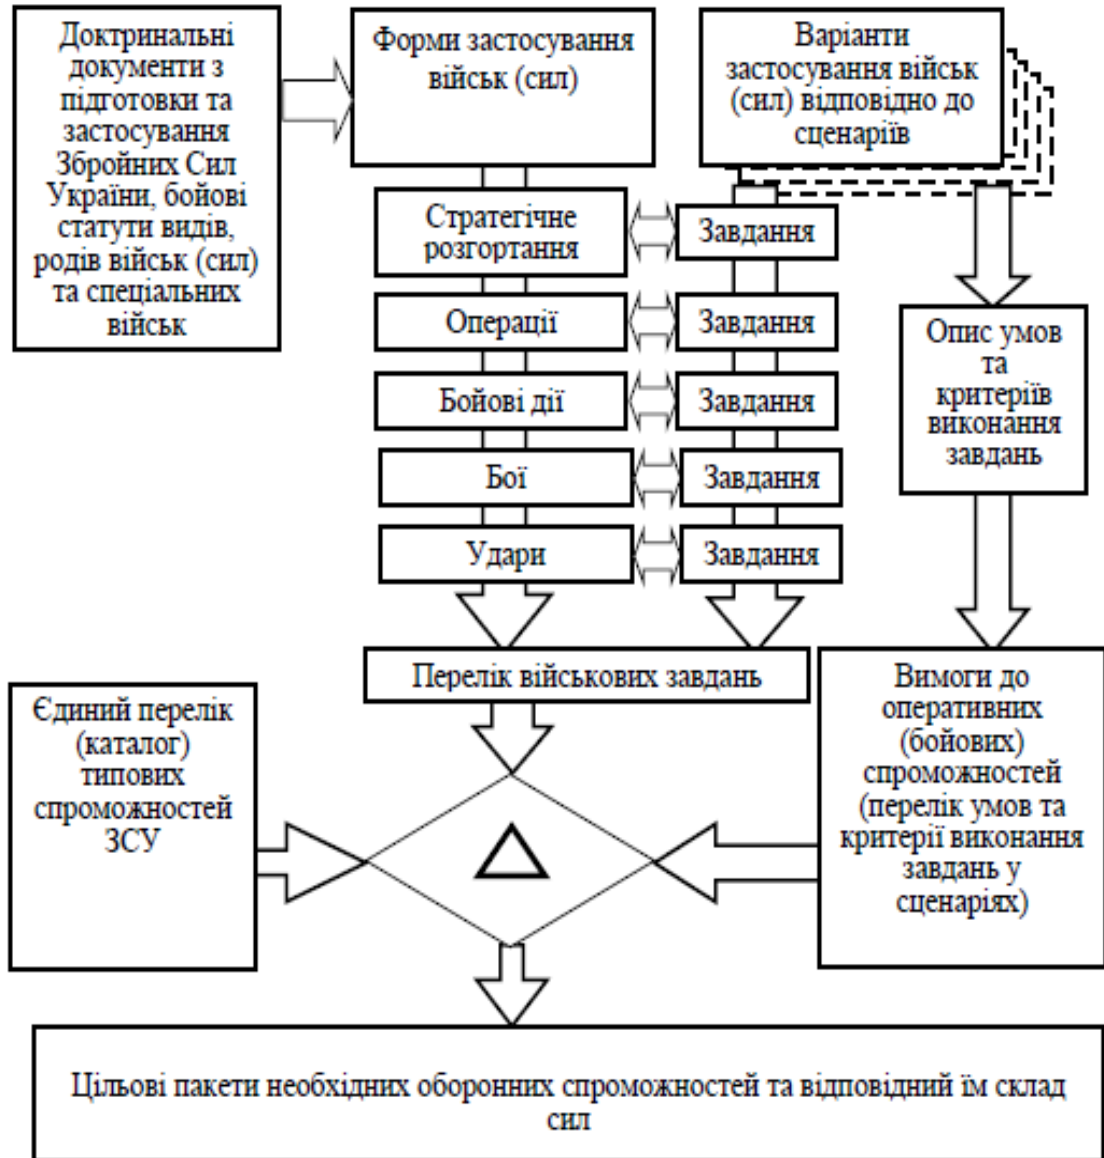 Доктринальні
документи з
підготовки та
застосування
Збройних Сил
України, бойові
статути видів,
родів військ (сил)
та спеціальних
військ
Форми застосування
військ (сил)
Варіанти
застосування військ
(сил) відповідно до
сценаріїв
Стратегічне
розгортання
Завдання
Операції
Завдання
Бойові дії
Завдання
Бої
Завдання
Удари
Завдання
Опис умов
та
критеріїв
виконання
завдань
Перелік військових завдань
Єдиний перелік
(каталог)
типових
спроможностей
ЗСУ
Вимоги до
оперативних
(бойових)
спроможностей
(перелік умов та
критерії виконання
завдань у
сценаріях)
Цільові пакети необхідних оборонних спроможностей та відповідний їм склад
сил